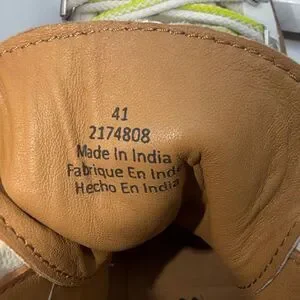 41
2174808
Made In India
Fabrique En Inde
Hecho En India